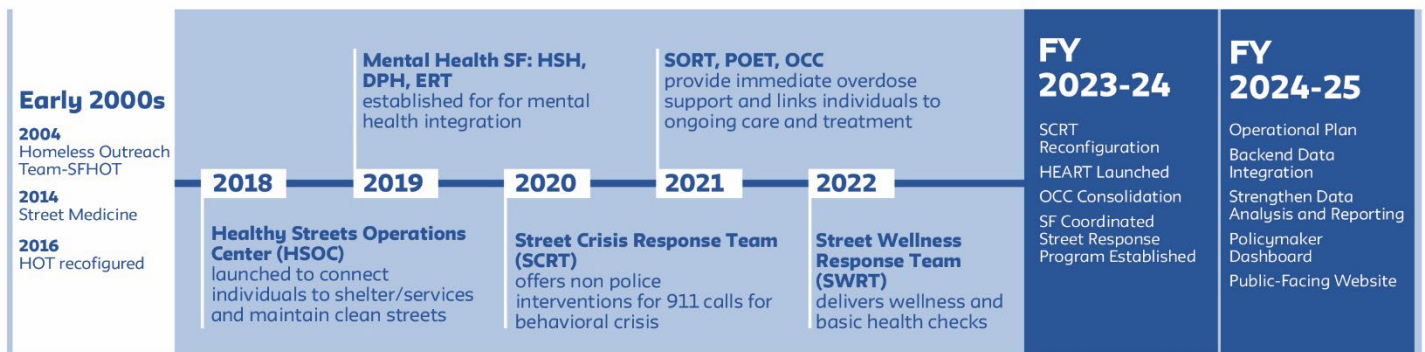 Early 2000s
2004
Homeless Outreach
Team-SFHOT
2014
Street Medicine
2016
HOT recofigured
2018
Healthy Streets Operations
Center (HSOC)
launched to connect
individuals to shelter/services
and maintain clean streets
Mental Health SF: HSH,
DPH, ERT
established for for mental
health integration
2019
2020
Street Crisis Response Team
(SCRT)
offers non police
interventions for 911 calls for
behavioral crisis
SORT, POET, OCC
provide immediate overdose
support and links individuals to
ongoing care and treatment
2021
2022
Street Wellness
Response Team
(SWRT)
delivers wellness and
basic health checks
FY
2023-24
SCRT
Reconfiguration
HEART Launched
OCC Consolidation
SF Coordinated
Street Response
Program Established
FY
2024-25
Operational Plan
Backend Data
Integration
Strengthen Data
Analysis and Reporting
Policymaker
Dashboard
Public-Facing Website